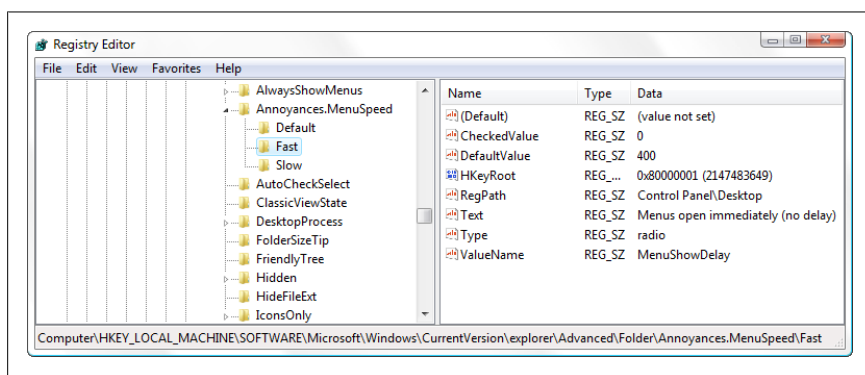 Registry Editor
File Edit View Favorites Help
AlwaysShowMenus
Annoyances.MenuSpeed
Default
Fast
Slow
AutoCheckSelect
ClassicViewState
DesktopProcess
FolderSizeTip
FriendlyTree
Hidden
HideFileExt
IconsOnly
Name Type Data
(Default) REG_SZ (value not set)
CheckedValue REG_SZ 0
DefaultValue REG_SZ 400
HKeyRoot REG_... 0x80000001 (2147483649)
RegPath REG_SZ Control Panel\Desktop
Text REG_SZ Menus open immediately (no delay)
Type REG_SZ radio
ValueName REG_SZ MenuShowDelay
Computer\HKEY_LOCAL_MACHINE\SOFTWARE\Microsoft\Windows\CurrentVersion\explorer\Advanced\Folder\Annoyances.MenuSpeed\Fast